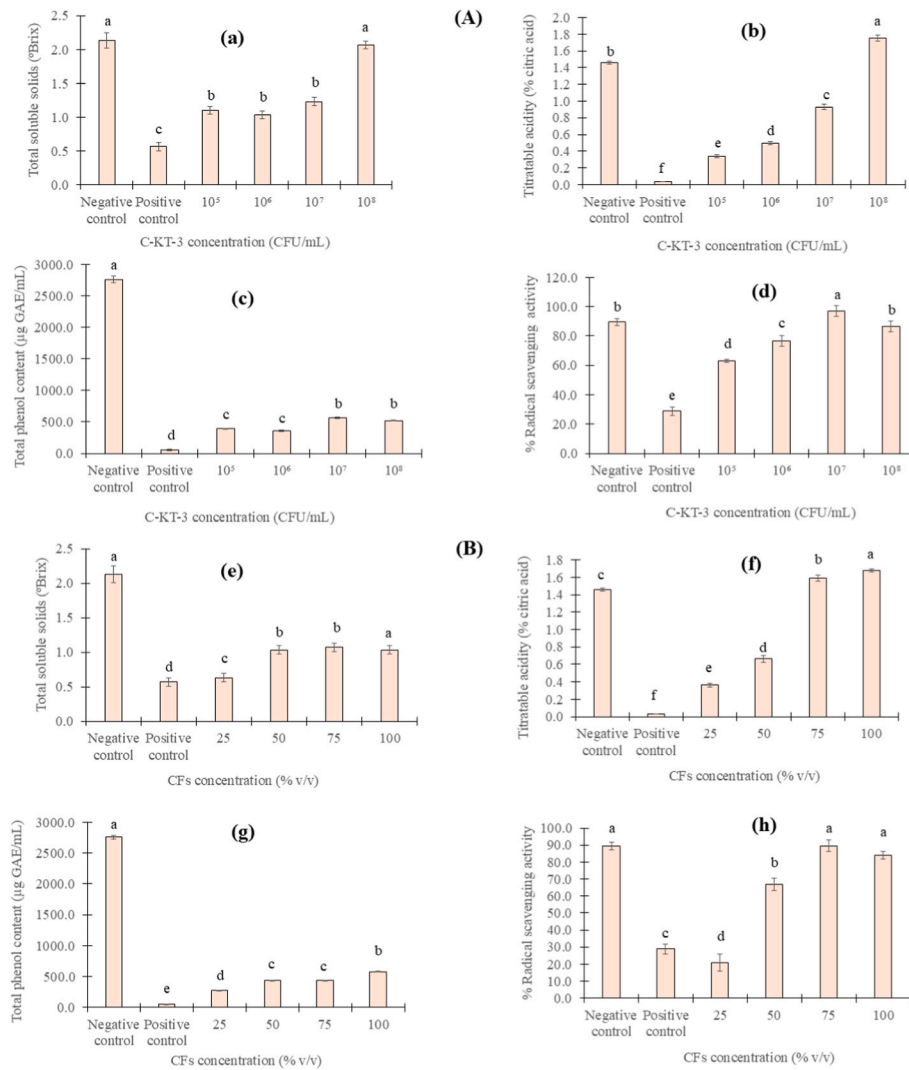 (A)
(a)
Total soluble solids (ºBrix)
2.5
2.0
1.5
1.0
0.5
0.0
a
c
b
b
b
a
Negative control
Positive control
10⁵
10⁶
10⁷
10⁸
C-KT-3 concentration (CFU/mL)
(b)
Titratable acidity (% citric acid)
2.0
1.8
1.6
1.4
1.2
1.0
0.8
0.6
0.4
0.2
0.0
b
f
e
d
c
a
Negative control
Positive control
10⁵
10⁶
10⁷
10⁸
C-KT-3 concentration (CFU/mL)
(c)
Total phenol content (µg GAE/mL)
3000.0
2500.0
2000.0
1500.0
1000.0
500.0
0.0
a
d
c
c
b
b
Negative control
Positive control
10⁵
10⁶
10⁷
10⁸
C-KT-3 concentration (CFU/mL)
(d)
% Radical scavenging activity
120.0
100.0
80.0
60.0
40.0
20.0
0.0
b
e
d
c
a
b
Negative control
Positive control
10⁵
10⁶
10⁷
10⁸
C-KT-3 concentration (CFU/mL)
(B)
(e)
Total soluble solids (ºBrix)
2.5
2.0
1.5
1.0
0.5
0.0
a
d
c
b
b
a
Negative control
Positive control
25
50
75
100
CFs concentration (% v/v)
(f)
Titratable acidity (% citric acid)
1.8
1.6
1.4
1.2
1.0
0.8
0.6
0.4
0.2
0.0
c
f
e
d
b
a
Negative control
Positive control
25
50
75
100
CFs concentration (% v/v)
(g)
Total phenol content (µg GAE/mL)
3000.0
2500.0
2000.0
1500.0
1000.0
500.0
0.0
a
e
d
c
c
b
Negative control
Positive control
25
50
75
100
CFs concentration (% v/v)
(h)
% Radical scavenging activity
100.0
90.0
80.0
70.0
60.0
50.0
40.0
30.0
20.0
10.0
0.0
a
c
d
b
a
a
Negative control
Positive control
25
50
75
100
CFs concentration (% v/v)